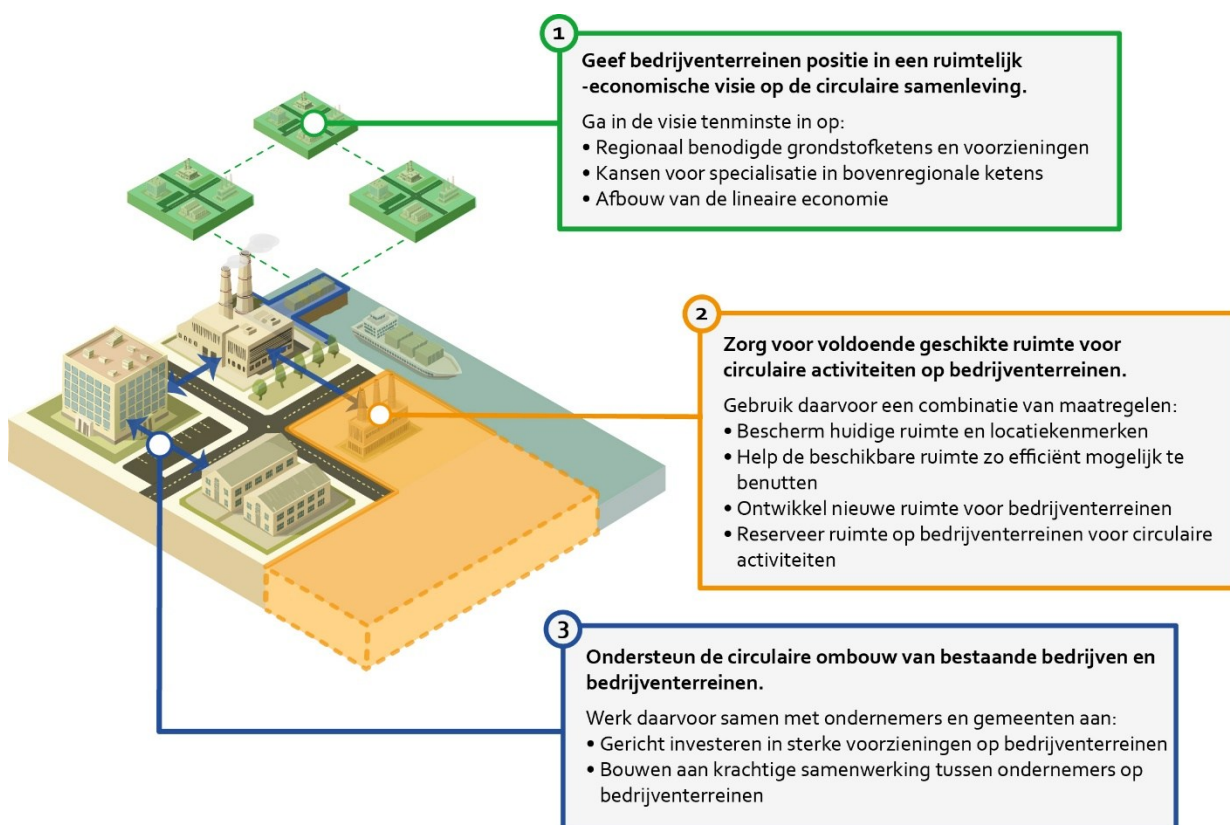 1
Geef bedrijventerreinen positie in een ruimtelijk
-economische visie op de circulaire samenleving.
Ga in de visie tenminste in op:
• Regionaal benodigde grondstofketens en voorzieningen
• Kansen voor specialisatie in bovenregionale ketens
• Afbouw van de lineaire economie
2
Zorg voor voldoende geschikte ruimte voor
circulaire activiteiten op bedrijventerreinen.
Gebruik daarvoor een combinatie van maatregelen:
• Bescherm huidige ruimte en locatiekenmerken
• Help de beschikbare ruimte zo efficiënt mogelijk te
benutten
• Ontwikkel nieuwe ruimte voor bedrijventerreinen
• Reserveer ruimte op bedrijventerreinen voor circulaire
activiteiten
3
Ondersteun de circulaire ombouw van bestaande bedrijven en
bedrijventerreinen.
Werk daarvoor samen met ondernemers en gemeenten aan:
• Gericht investeren in sterke voorzieningen op bedrijventerreinen
• Bouwen aan krachtige samenwerking tussen ondernemers op
bedrijventerreinen